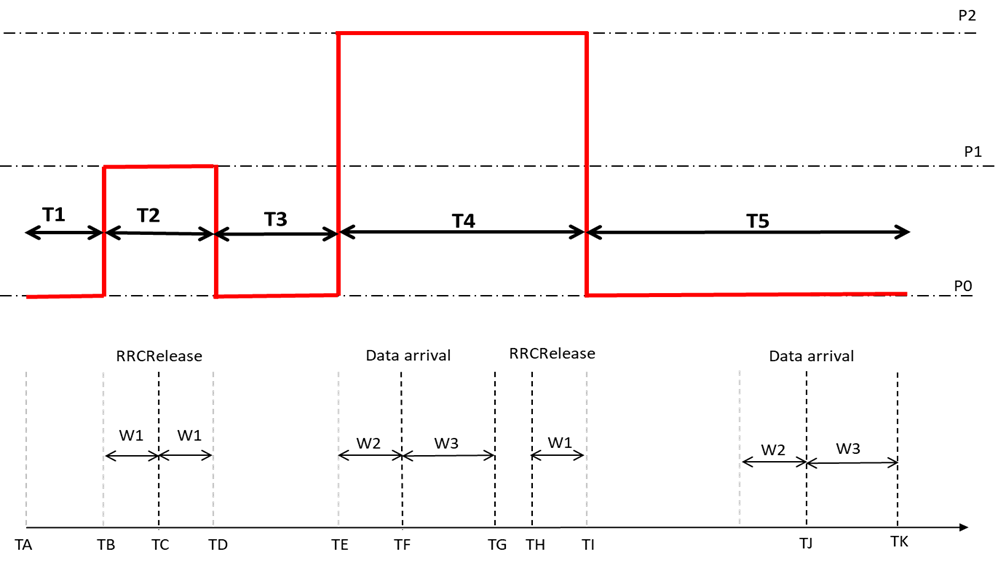 P2
P1
T1 T2 T3 T4 T5
P0
RRCRelease Data arrival RRCRelease Data arrival
W1 W1 W2 W3 W1 W2 W3
TA TB TC TD TE TF TG TH TI TJ TK